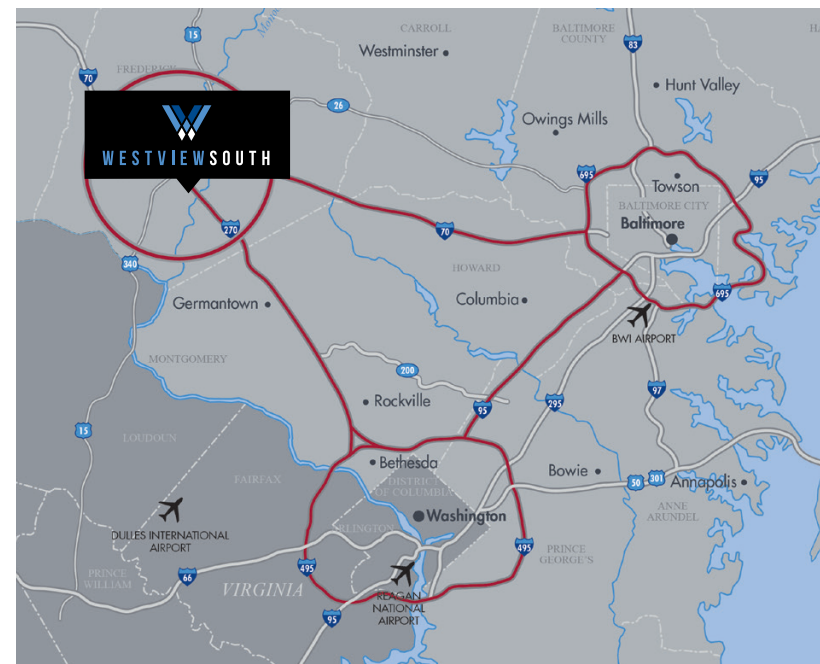 CARROLL
BALTIMORE
COUNTY
15
Westminster
83
FREDERICK
70
Hunt Valley
26
Owings Mills
WESTVIEWSOUTH
695
95
Towson
BALTIMORE CITY
Baltimore
270
70
340
HOWARD
695
Germantown
Columbia
BWI AIRPORT
MONTGOMERY
200
97
Rockville
95
295
15
LOUDOUN
Bethesda
Bowie
FAIRFAX
DISTRICT
OF COLUMBIA
50
301
Annapolis
ANNE
ARUNDEL
Washington
DULLES INTERNATIONAL
AIRPORT
495
PRINCE
GEORGE'S
495
PRINCE
WILLIAM
66
VIRGINIA
REAGAN
NATIONAL
AIRPORT
95